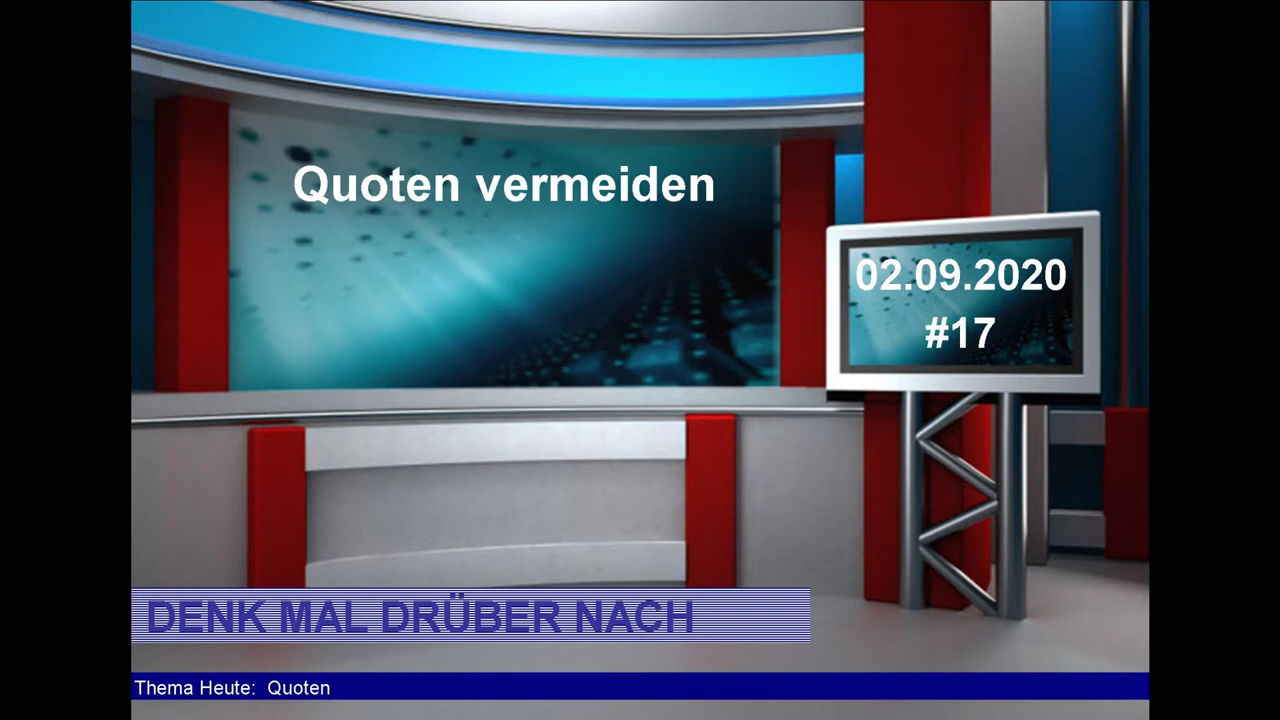 Quoten vermeiden
02.09.2020
#17
DENK MAL DRÜBER NACH
Thema Heute: Quoten